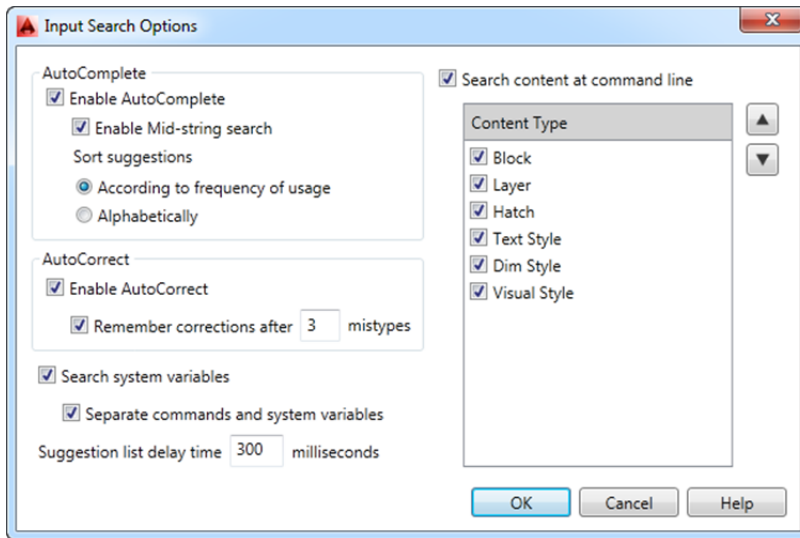 Input Search Options
AutoComplete
Enable AutoComplete
Enable Mid-string search
Sort suggestions
According to frequency of usage
Alphabetically
AutoCorrect
Enable AutoCorrect
Remember corrections after 3 mistypes
Search system variables
Separate commands and system variables
Suggestion list delay time 300 milliseconds
Search content at command line
Content Type
Block
Layer
Hatch
Text Style
Dim Style
Visual Style
OK Cancel Help